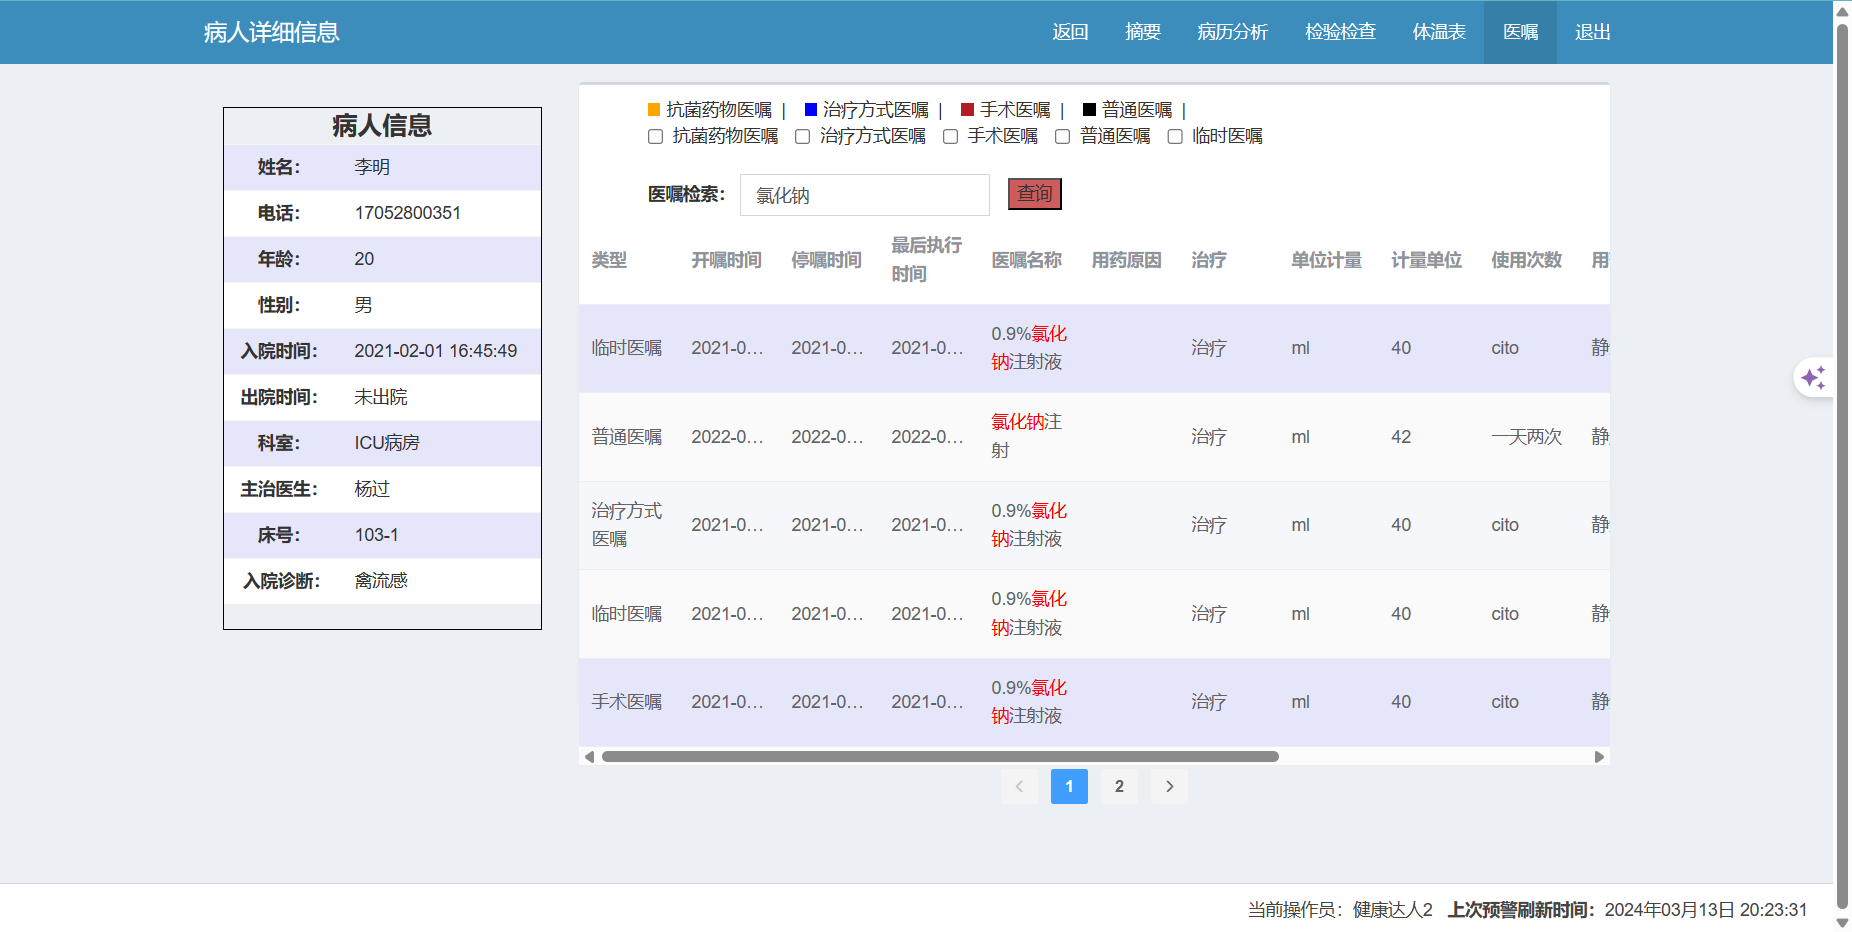 病人详细信息 返回 摘要 病历分析 检验检查 体温表 医嘱 退出
病人信息
姓名： 李明
电话： 17052800351
年龄： 20
性别： 男
入院时间： 2021-02-01 16:45:49
出院时间： 未出院
科室： ICU病房
主治医生： 杨过
床号： 103-1
入院诊断： 禽流感
抗菌药物医嘱 | 治疗方式医嘱 | 手术医嘱 | 普通医嘱 |
抗菌药物医嘱 治疗方式医嘱 手术医嘱 普通医嘱 临时医嘱
医嘱检索： 氯化钠 查询
类型 开嘱时间 停嘱时间 最后执行时间 医嘱名称 用药原因 治疗 单位计量 计量单位 使用次数 用
临时医嘱 2021-0... 2021-0... 2021-0... 0.9%氯化钠注射液 治疗 ml 40 cito 静
普通医嘱 2022-0... 2022-0... 2022-0... 氯化钠注射 治疗 ml 42 一天两次 静
治疗方式医嘱 2021-0... 2021-0... 2021-0... 0.9%氯化钠注射液 治疗 ml 40 cito 静
临时医嘱 2021-0... 2021-0... 2021-0... 0.9%氯化钠注射液 治疗 ml 40 cito 静
手术医嘱 2021-0... 2021-0... 2021-0... 0.9%氯化钠注射液 治疗 ml 40 cito 静
1 2
当前操作员：健康达人2 上次预警刷新时间：2024年03月13日 20:23:31